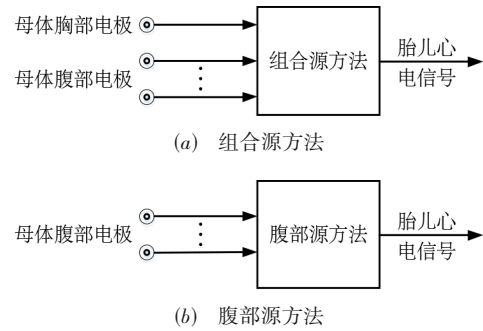 母体胸部电极
母体腹部电极
组合源方法
胎儿心
电信号
(a) 组合源方法
母体腹部电极
腹部源方法
胎儿心
电信号
(b) 腹部源方法